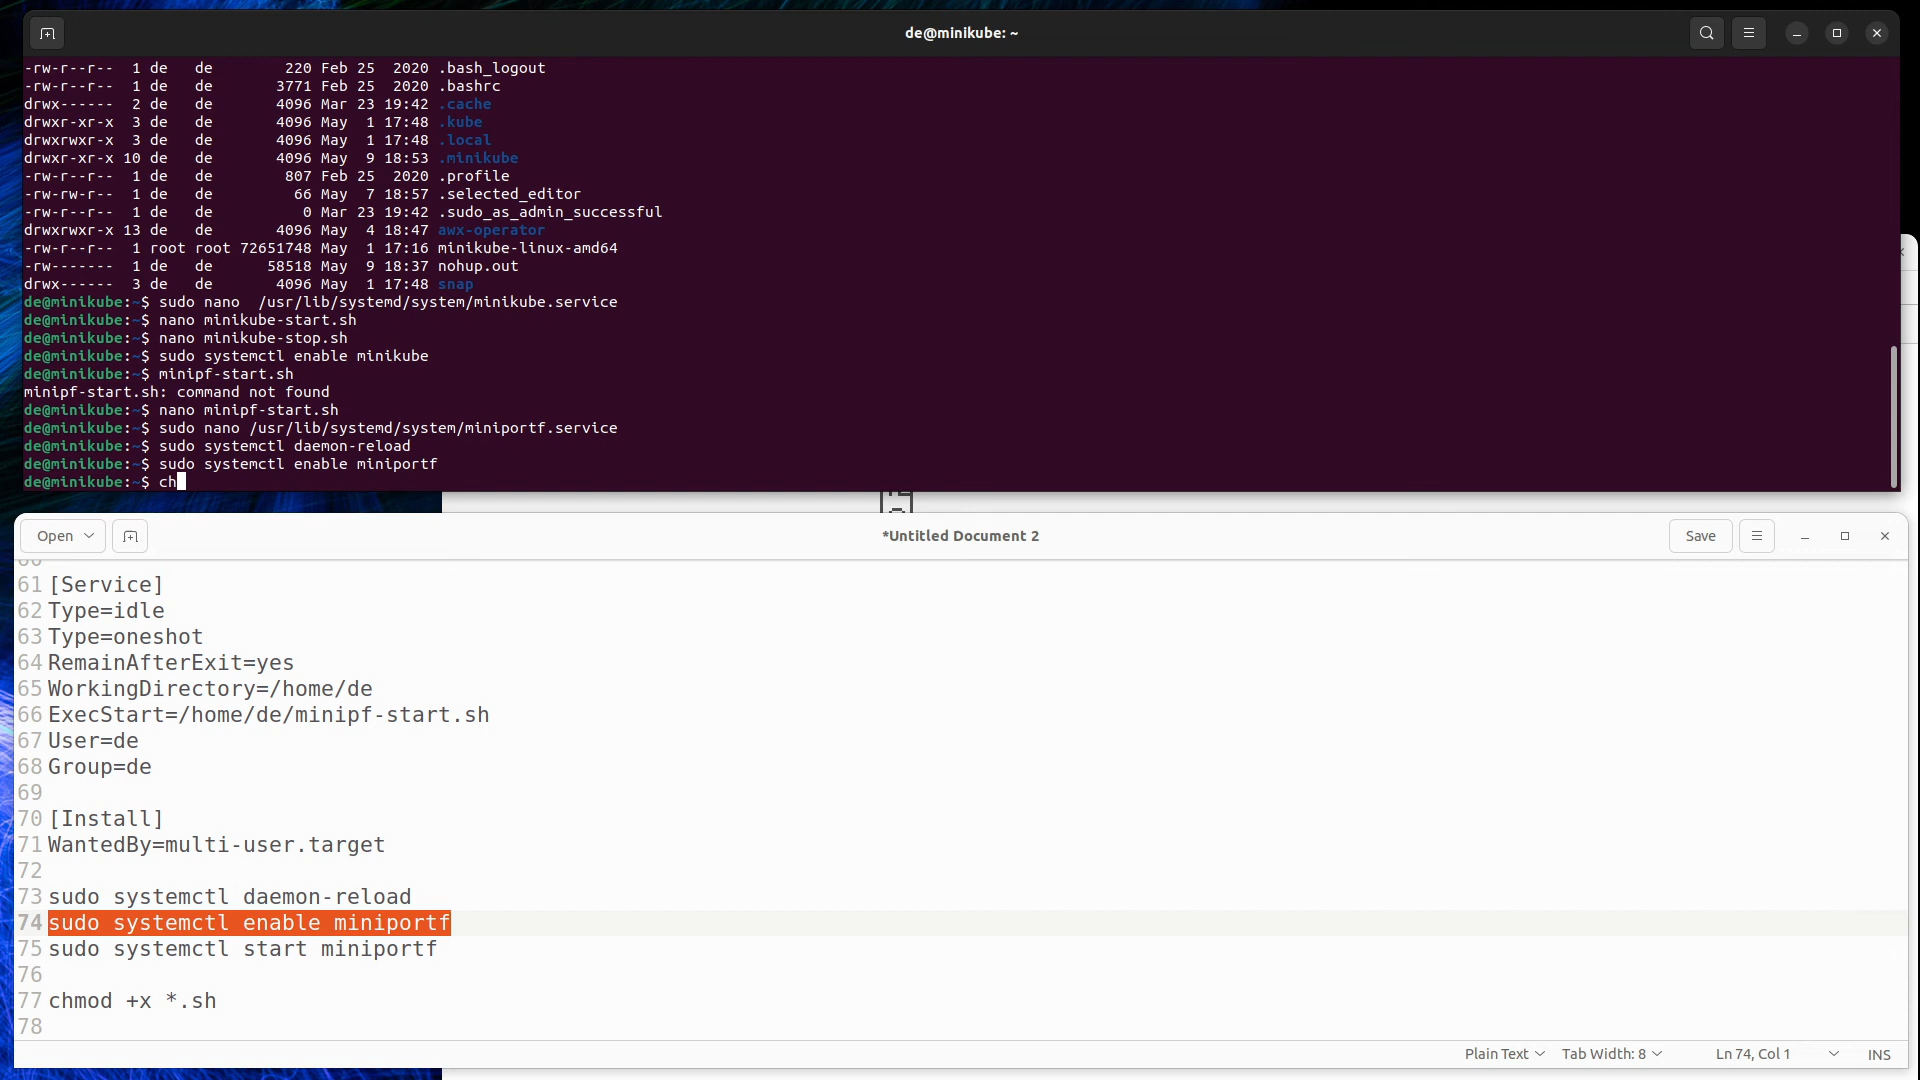 de@minikube: ~
-rw-r--r--  1 de   de        220 Feb 25  2020 .bash_logout
-rw-r--r--  1 de   de       3771 Feb 25  2020 .bashrc
drwx------  2 de   de       4096 Mar 23 19:42 .cache
drwxr-xr-x  3 de   de       4096 May  1 17:48 .kube
drwxrwxr-x  3 de   de       4096 May  1 17:48 .local
drwxr-xr-x 10 de   de       4096 May  9 18:53 .minikube
-rw-r--r--  1 de   de        807 Feb 25  2020 .profile
-rw-rw-r--  1 de   de         66 May  7 18:57 .selected_editor
-rw-r--r--  1 de   de          0 Mar 23 19:42 .sudo_as_admin_successful
drwxrwxr-x 13 de   de       4096 May  4 18:47 awx-operator
-rw-r--r--  1 root root 72651748 May  1 17:16 minikube-linux-amd64
-rw-------  1 de   de      58518 May  9 18:37 nohup.out
drwx------  3 de   de       4096 May  1 17:48 snap
de@minikube:~$ sudo nano  /usr/lib/systemd/system/minikube.service
de@minikube:~$ nano minikube-start.sh
de@minikube:~$ nano minikube-stop.sh
de@minikube:~$ sudo systemctl enable minikube
de@minikube:~$ minipf-start.sh
minipf-start.sh: command not found
de@minikube:~$ nano minipf-start.sh
de@minikube:~$ sudo nano /usr/lib/systemd/system/miniportf.service
de@minikube:~$ sudo systemctl daemon-reload
de@minikube:~$ sudo systemctl enable miniportf
de@minikube:~$ ch
Open *Untitled Document 2 Save
60
61 [Service]
62 Type=idle
63 Type=oneshot
64 RemainAfterExit=yes
65 WorkingDirectory=/home/de
66 ExecStart=/home/de/minipf-start.sh
67 User=de
68 Group=de
69
70 [Install]
71 WantedBy=multi-user.target
72
73 sudo systemctl daemon-reload
74 sudo systemctl enable miniportf
75 sudo systemctl start miniportf
76
77 chmod +x *.sh
78
Plain Text Tab Width: 8 Ln 74, Col 1 INS